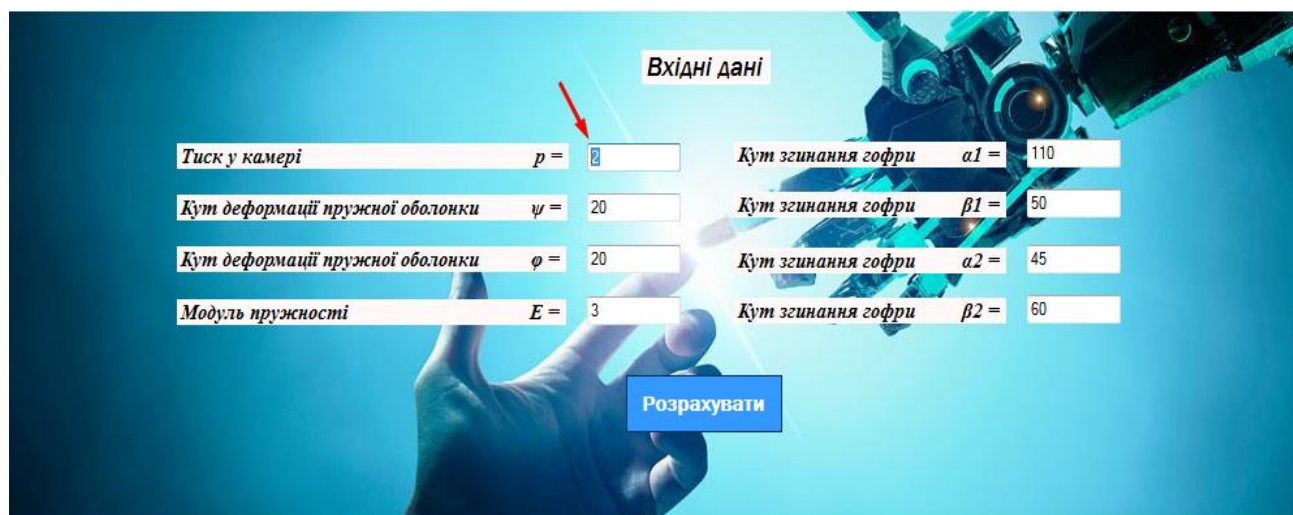 Вхідні дані
Тиск у камері p = 2 Кут згинання гофри α1 = 110
Кут деформації пружної оболонки ψ = 20 Кут згинання гофри β1 = 50
Кут деформації пружної оболонки φ = 20 Кут згинання гофри α2 = 45
Модуль пружності E = 3 Кут згинання гофри β2 = 60
Розрахувати